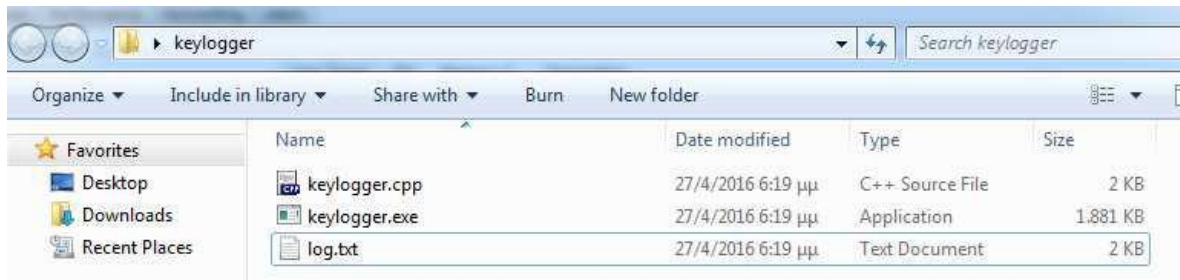 keylogger
Search keylogger
Organize Include in library Share with Burn New folder
Name Date modified Type Size
Favorites
Desktop
Downloads
Recent Places
keylogger.cpp 27/4/2016 6:19 μμ C++ Source File 2 KB
keylogger.exe 27/4/2016 6:19 μμ Application 1.881 KB
log.txt 27/4/2016 6:19 μμ Text Document 2 KB